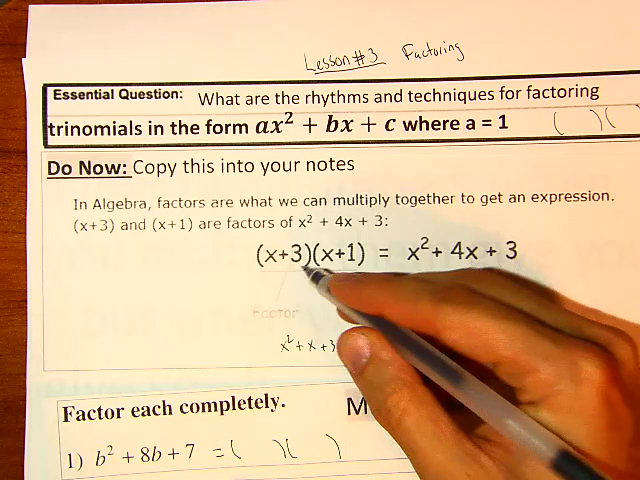 Lesson #3 Factoring
Essential Question: What are the rhythms and techniques for factoring
trinomials in the form ax² + bx + c where a = 1 ( )(
Do Now: Copy this into your notes
In Algebra, factors are what we can multiply together to get an expression.
(x+3) and (x+1) are factors of x² + 4x + 3:
(x+3)(x+1) = x² + 4x + 3
Factor
x² + x + 3
Factor each completely. M
1) b² + 8b + 7 = ( )( )